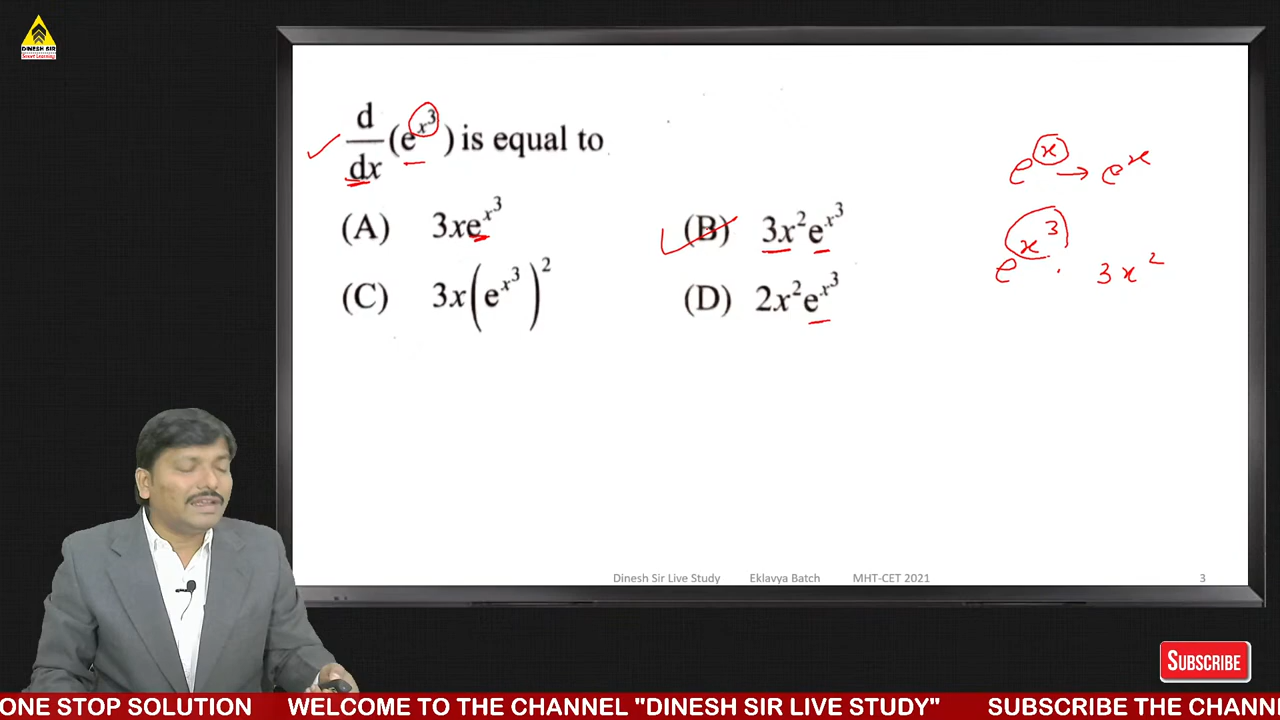 DINESH SIR
Smart Learning
d/dx (e^x^3) is equal to
(A) 3xe^x^3
(B) 3x^2e^x^3
(C) 3x(e^x^3)^2
(D) 2x^2e^x^3
e^x → e^x
e^x^3 · 3x^2
Dinesh Sir Live Study Eklavya Batch MHT-CET 2021 3
SUBSCRIBE
ONE STOP SOLUTION WELCOME TO THE CHANNEL "DINESH SIR LIVE STUDY" SUBSCRIBE THE CHANN